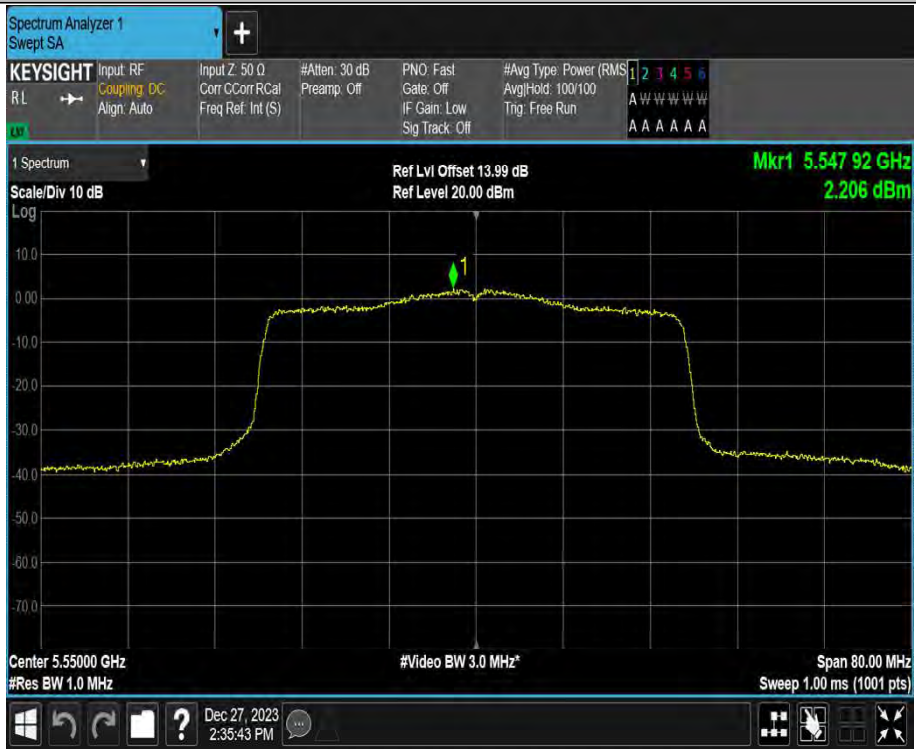 Spectrum Analyzer 1
Swept SA
+
KEYSIGHT
RL
Input: RF
Coupling: DC
Align: Auto
Input Z: 50 Ω
Corr CCorr RCal
Freq Ref: Int (S)
#Atten: 30 dB
Preamp: Off
PNO: Fast
Gate: Off
IF Gain: Low
Sig Track: Off
#Avg Type: Power (RMS
Avg|Hold: 100/100
Trig: Free Run
1 2 3 4 5 6
A W W W W W
A A A A A A
1 Spectrum
Scale/Div 10 dB
Ref Lvl Offset 13.99 dB
Ref Level 20.00 dBm
Mkr1 5.547 92 GHz
2.206 dBm
Log
10.0
1
0.00
-10.0
-20.0
-30.0
-40.0
-50.0
-60.0
-70.0
Center 5.55000 GHz
#Res BW 1.0 MHz
#Video BW 3.0 MHz*
Span 80.00 MHz
Sweep 1.00 ms (1001 pts)
?
Dec 27, 2023
2:35:43 PM